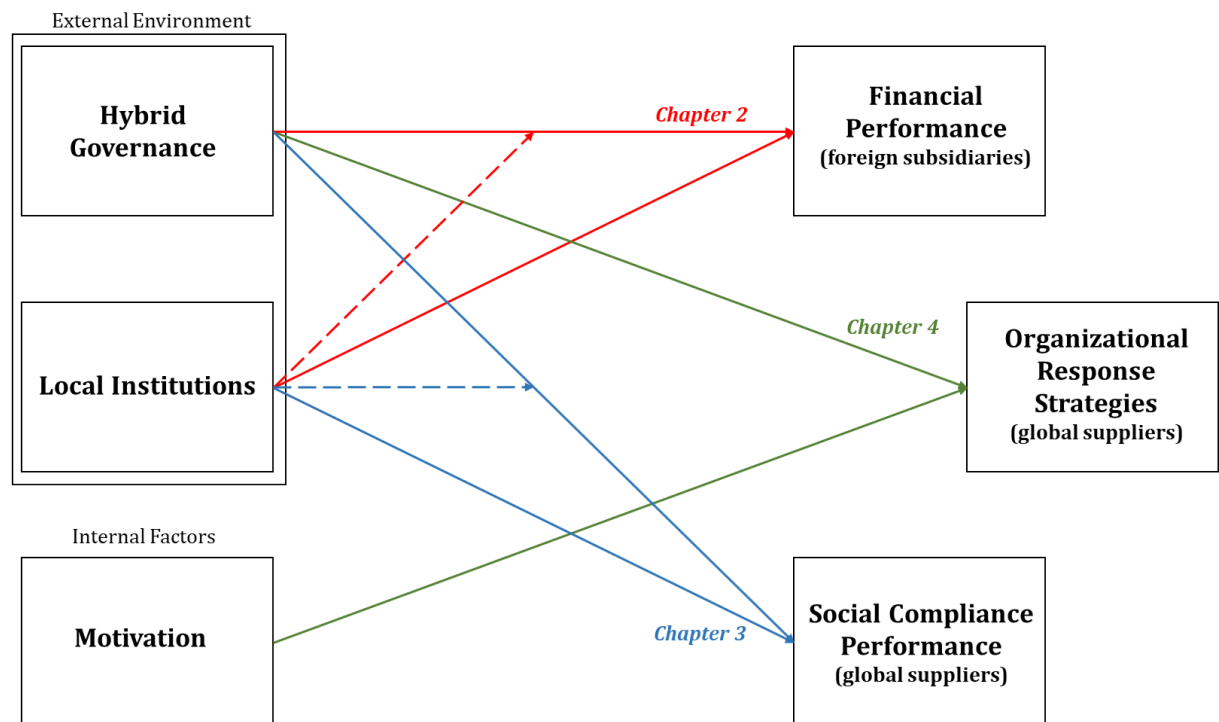 External Environment
Hybrid
Governance
Chapter 2
Financial
Performance
(foreign subsidiaries)
Local Institutions
Chapter 4
Organizational
Response
Strategies
(global suppliers)
Internal Factors
Motivation
Chapter 3
Social Compliance
Performance
(global suppliers)